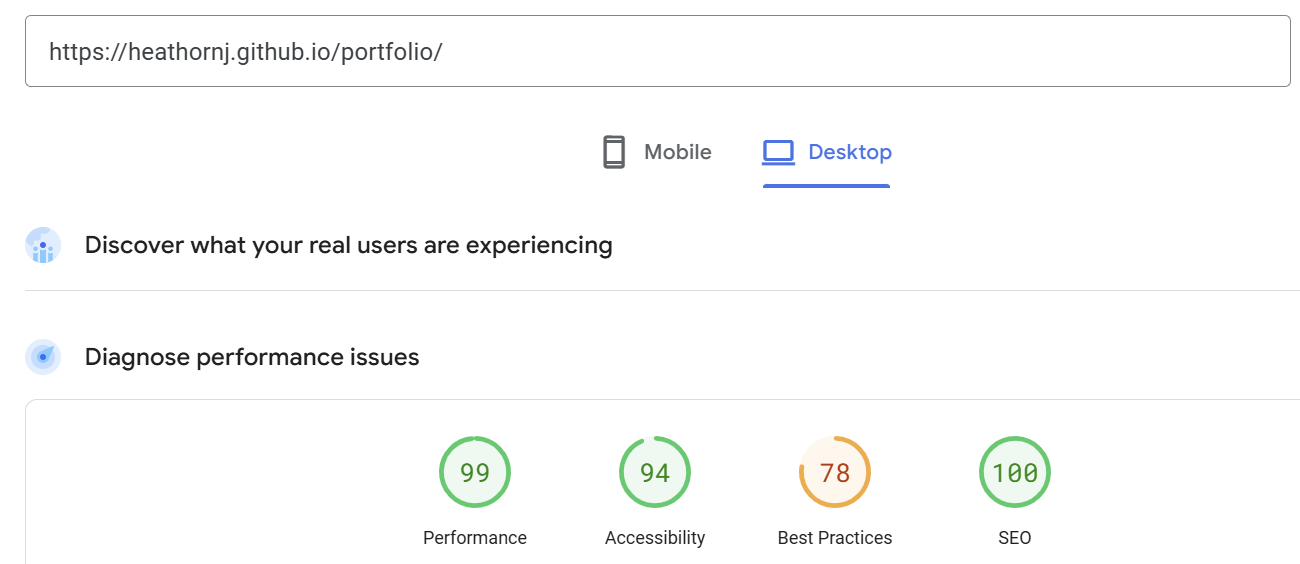 https://heathornj.github.io/portfolio/
Mobile Desktop
Discover what your real users are experiencing
Diagnose performance issues
99 94 78 100
Performance Accessibility Best Practices SEO